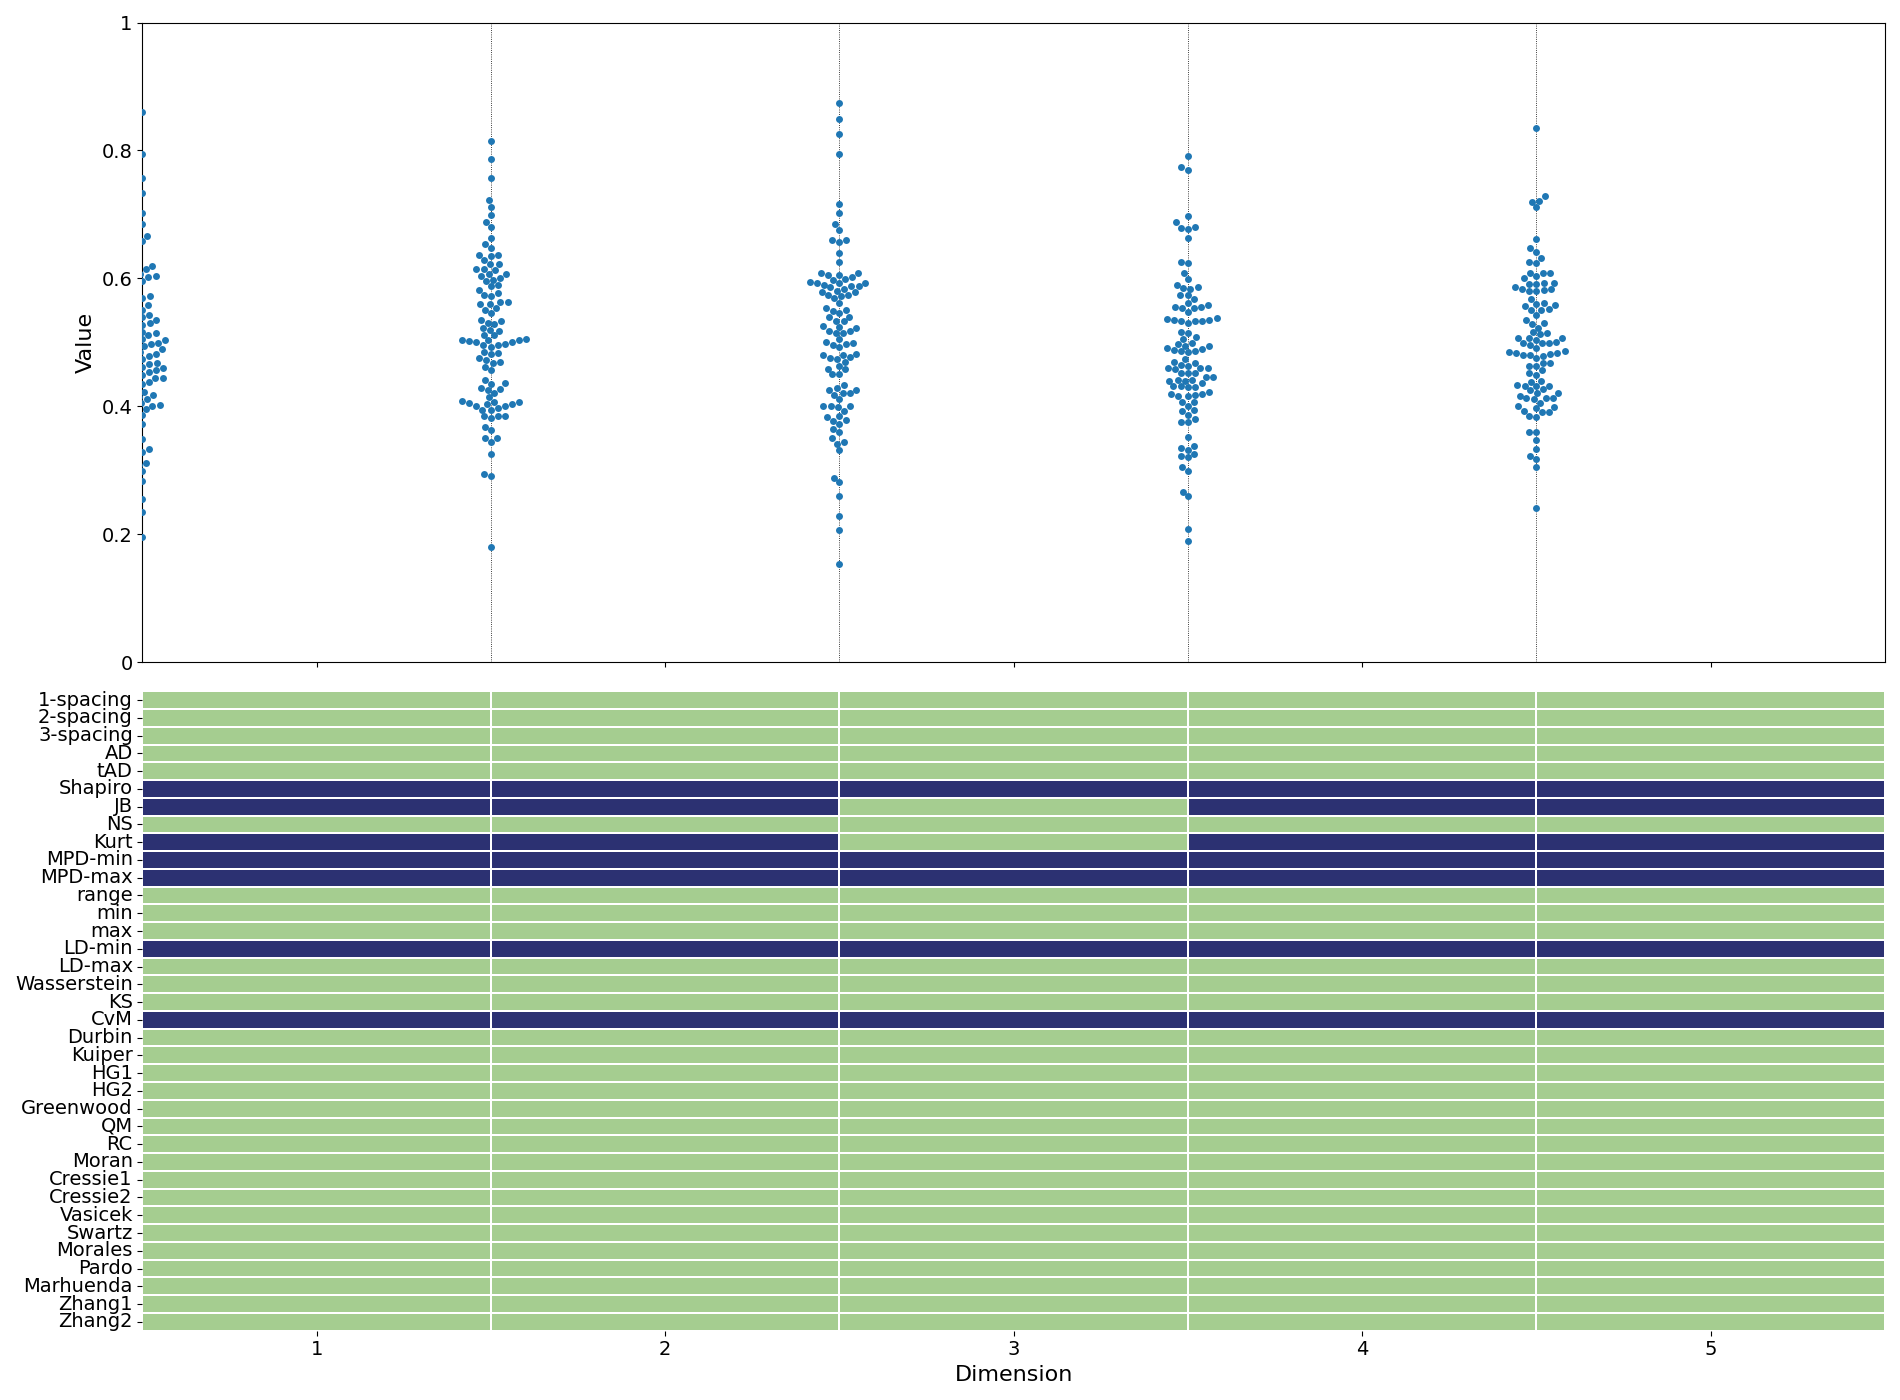 1
0.8
0.6
0.4
0.2
0
Value
1-spacing
2-spacing
3-spacing
AD
tAD
Shapiro
JB
NS
Kurt
MPD-min
MPD-max
range
min
max
LD-min
LD-max
Wasserstein
KS
CvM
Durbin
Kuiper
HG1
HG2
Greenwood
QM
RC
Moran
Cressie1
Cressie2
Vasicek
Swartz
Morales
Pardo
Marhuenda
Zhang1
Zhang2
1 2 3 4 5
Dimension